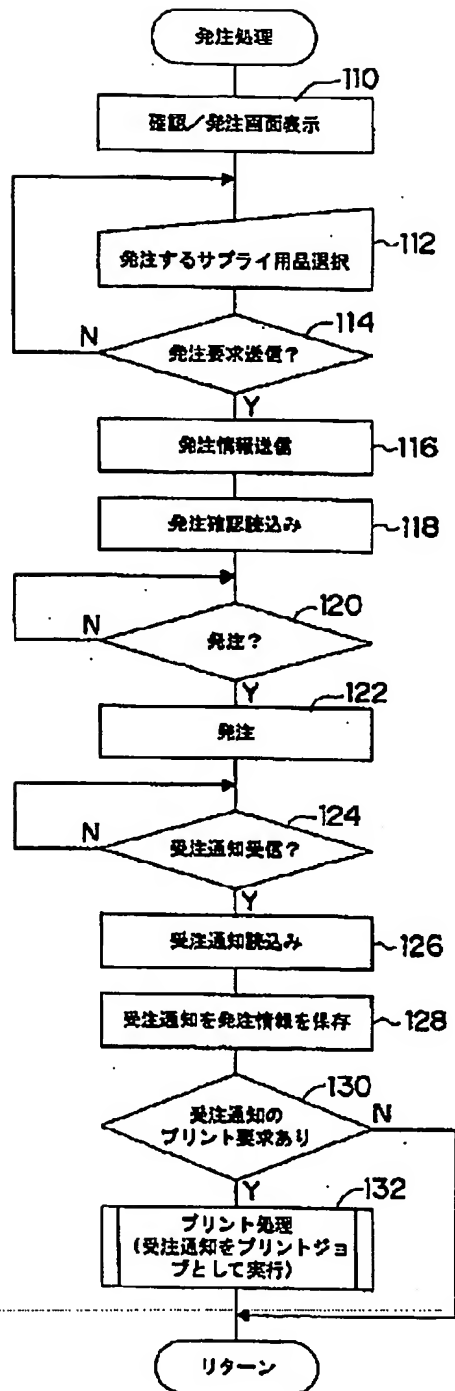 発注処理
110
確認／発注画面表示
発注するサプライ用品選択
112
114
発注要求送信？
N
Y
発注情報送信
116
発注確認読込み
118
120
発注？
N
Y
122
発注
124
受注通知受信？
N
Y
受注通知読込み
126
受注通知を発注情報を保存
128
130
受注通知の
プリント要求あり
N
Y
132
プリント処理
(受注通知をプリントジョ
ブとして実行)
リターン